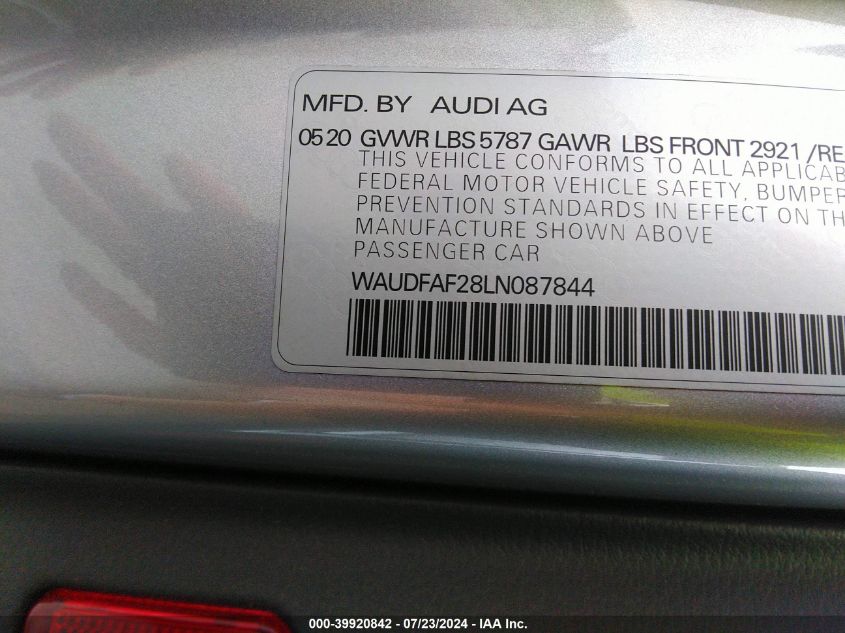 MFD. BY AUDI AG
0520 GVWR LBS 5787 GAWR LBS FRONT 2921 /RE
THIS VEHICLE CONFORMS TO ALL APPLICAB
FEDERAL MOTOR VEHICLE SAFETY, BUMPER
PREVENTION STANDARDS IN EFFECT ON TH
MANUFACTURE SHOWN ABOVE
PASSENGER CAR
WAUDFAF28LN087844
000-39920842 - 07/23/2024 - IAA Inc.